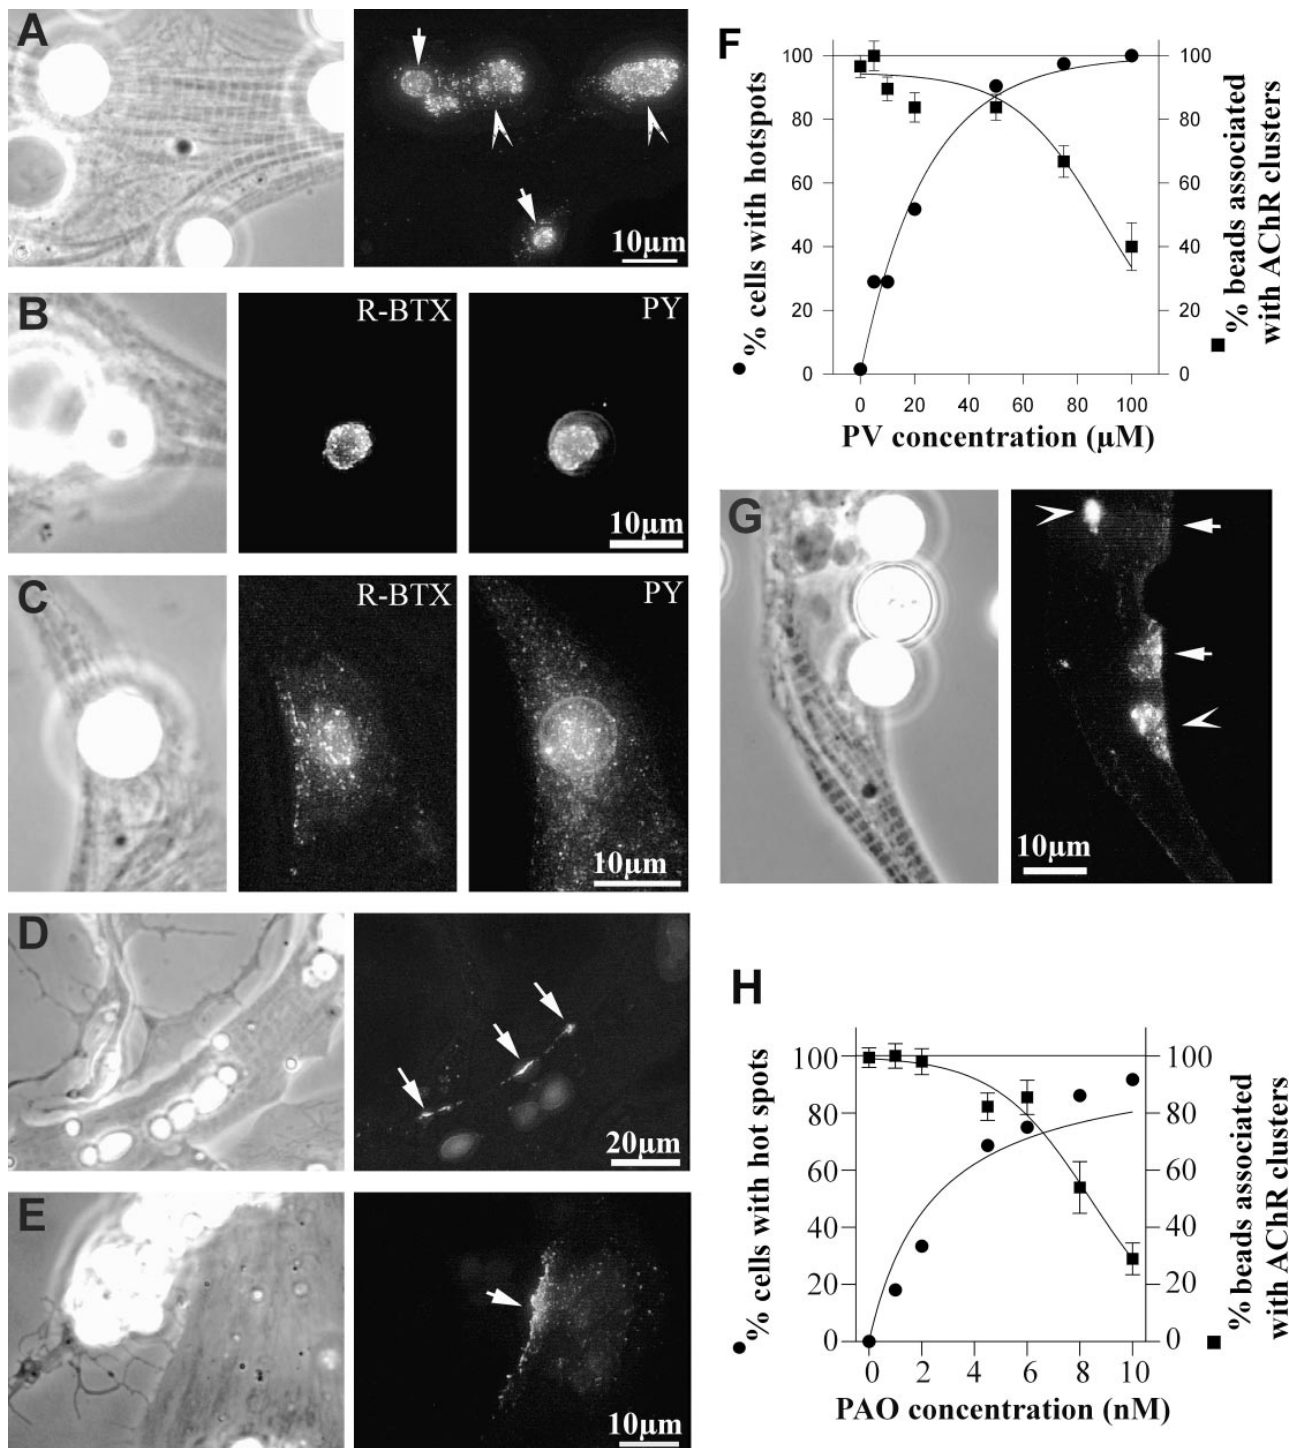 A
10µm
B
R-BTX
PY
10µm
C
R-BTX
PY
10µm
D
20µm
E
10µm
F
% cells with hotspots
100
80
60
40
20
0
100
80
60
40
20
0
% beads associated
with AChR clusters
0 20 40 60 80 100
PV concentration (µM)
G
10µm
H
% cells with hot spots
100
80
60
40
20
0
100
80
60
40
20
0
% beads associated
with AChR clusters
0 2 4 6 8 10
PAO concentration (nM)